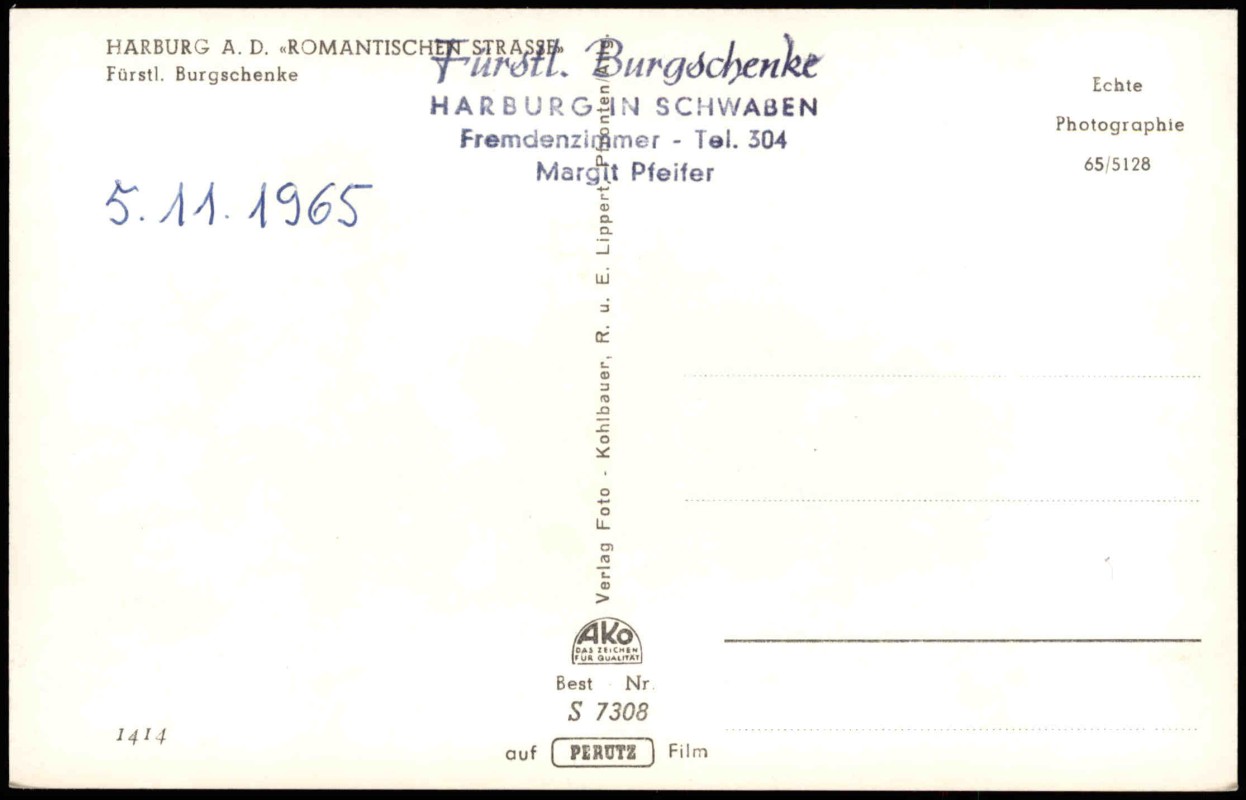 HARBURG A. D. «ROMANTISCHEN STRASSE»
Fürstl. Burgschenke
Fürstl. Burgschenke
HARBURG IN SCHWABEN
Fremdenzimmer - Tel. 304
Margit Pfeifer
Echte
Photographie
65/5128
5. 11. 1965
Verlag Foto - Kohlbauer, R. u. E. Lippert, Pfronten/Allg.
AKo
DAS ZEICHEN
FÜR QUALITÄT
Best Nr.
S 7308
auf PERUTZ Film
1414